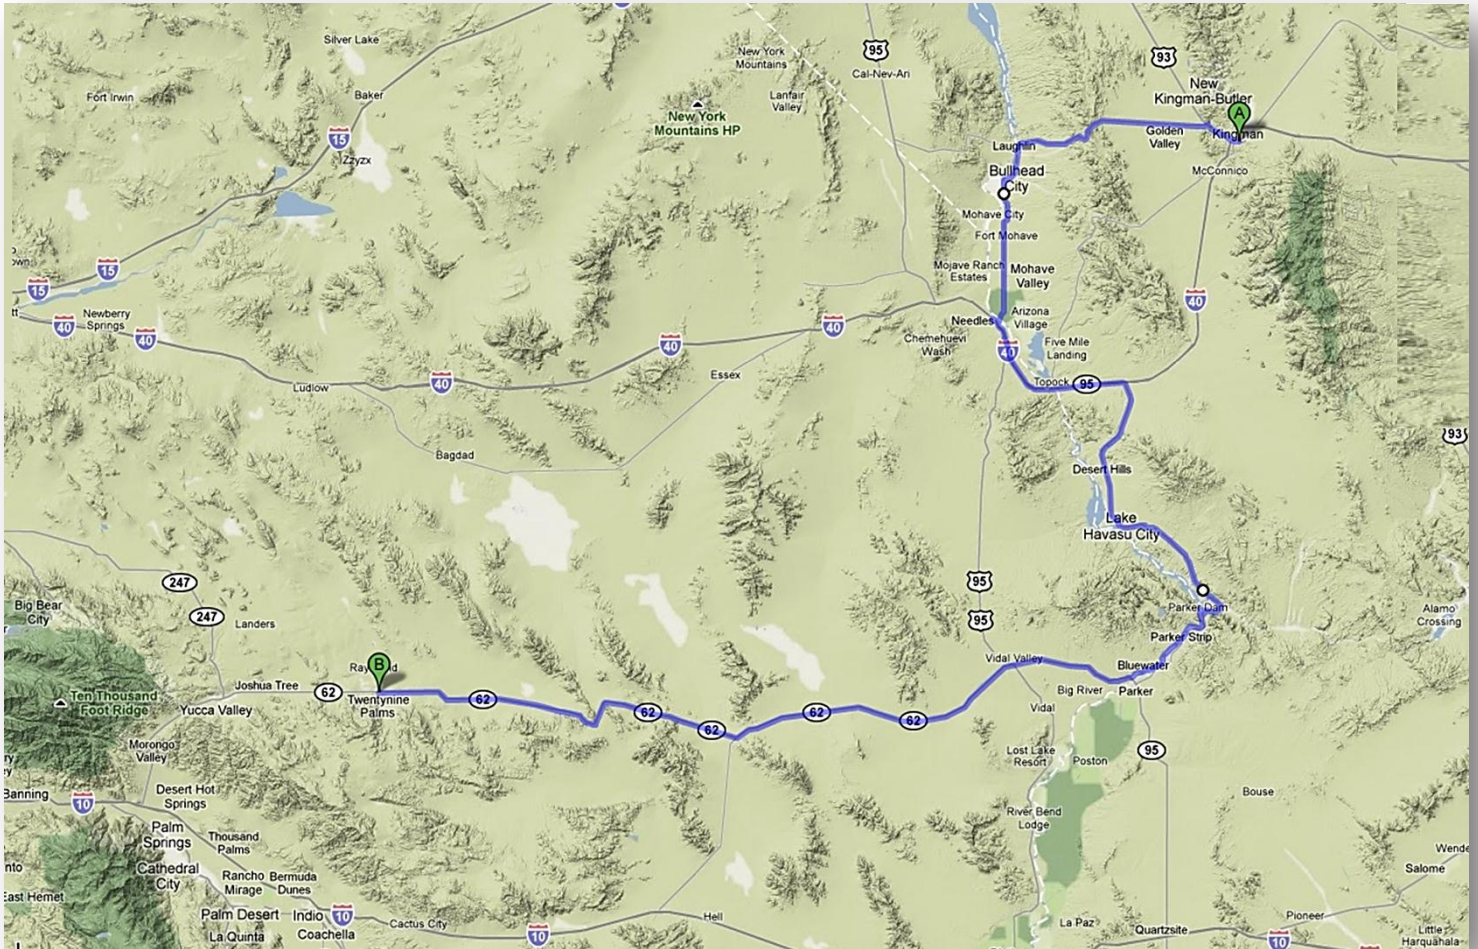 Silver Lake
New York
Mountains
95
Cal-Nev-Ari
93
New
Kingman-Butler
Fort Irwin
Baker
Lanfair
Valley
New York
Mountains HP
A
Kingman
Golden
Valley
15
Zzyzx
Laughlin
McConnico
Bullhead
City
Mohave City
Fort Mohave
Mojave Ranch
Estates
Mohave
Valley
15
15
40
Newberry
Springs
40
40
40
40
Needles
Arizona
Village
Chemehuevi
Wash
Five Mile
Landing
40
Essex
Topock
95
Ludlow
40
93
Bagdad
Desert Hills
Lake
Havasu City
247
95
Big Bear
City
247
Landers
95
Parker Dam
Alamo
Crossing
Parker Strip
B
Vidal Valley
Bluewater
Joshua Tree
62
Twentynine
Palms
62
Big River
Parker
Ten Thousand
Foot Ridge
Yucca Valley
62
62
62
62
Vidal
Morongo
Valley
Lost Lake
Resort
Poston
95
Banning
10
Desert Hot
Springs
Bouse
River Bend
Lodge
Palm
Springs
Thousand
Palms
Cathedral
City
Rancho
Mirage
Bermuda
Dunes
Salome
East Hemet
Palm Desert
Indio
10
Cactus City
Hell
La Paz
Pioneer
La Quinta
Coachella
10
Quartzsite
10
Little
Harquahala